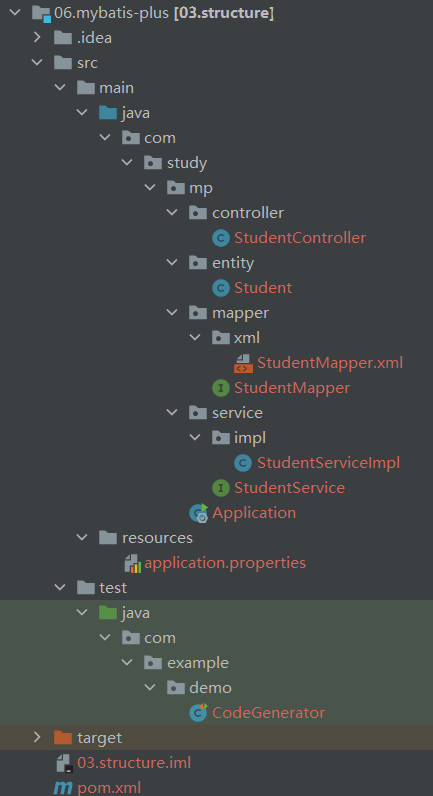 06.mybatis-plus [03.structure]
.idea
src
main
java
com
study
mp
controller
StudentController
entity
Student
mapper
xml
StudentMapper.xml
StudentMapper
service
impl
StudentServiceImpl
StudentService
Application
resources
application.properties
test
java
com
example
demo
CodeGenerator
target
03.structure.iml
pom.xml